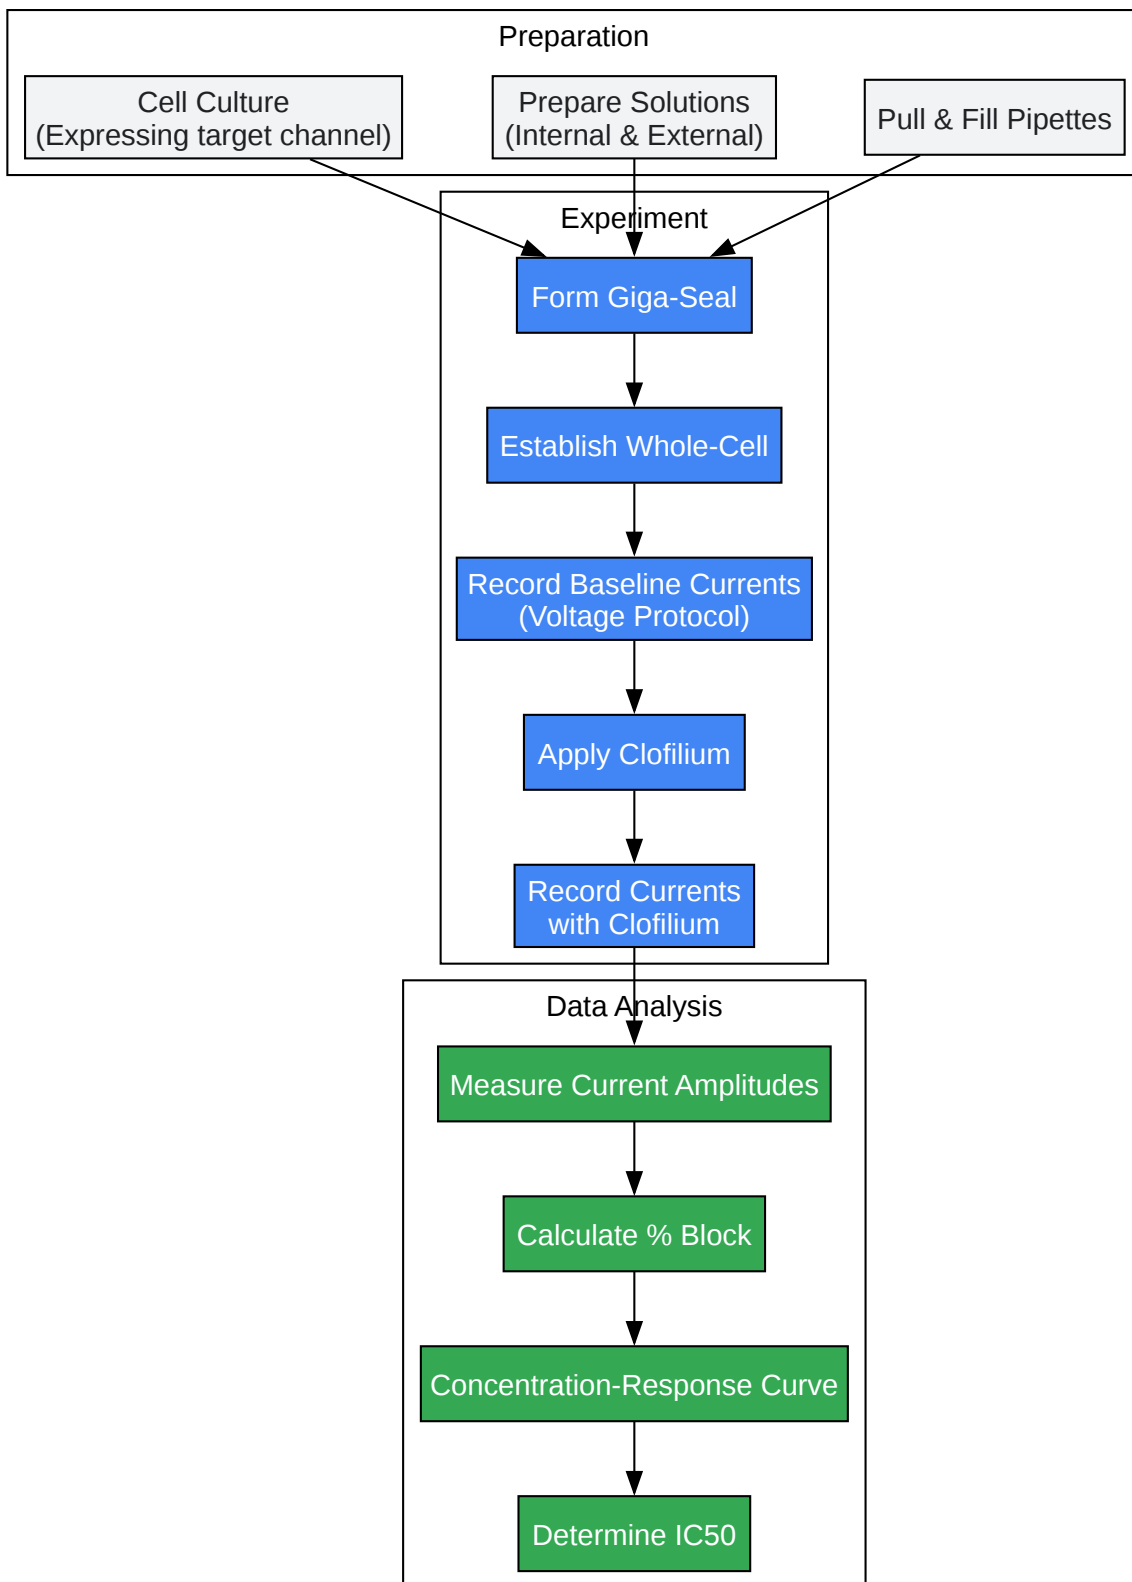 Preparation
Cell Culture
(Expressing target channel)
Prepare Solutions
(Internal & External)
Pull & Fill Pipettes
Experiment
Form Giga-Seal
Establish Whole-Cell
Record Baseline Currents
(Voltage Protocol)
Apply Clofilium
Record Currents
with Clofilium
Data Analysis
Measure Current Amplitudes
Calculate % Block
Concentration-Response Curve
Determine IC50